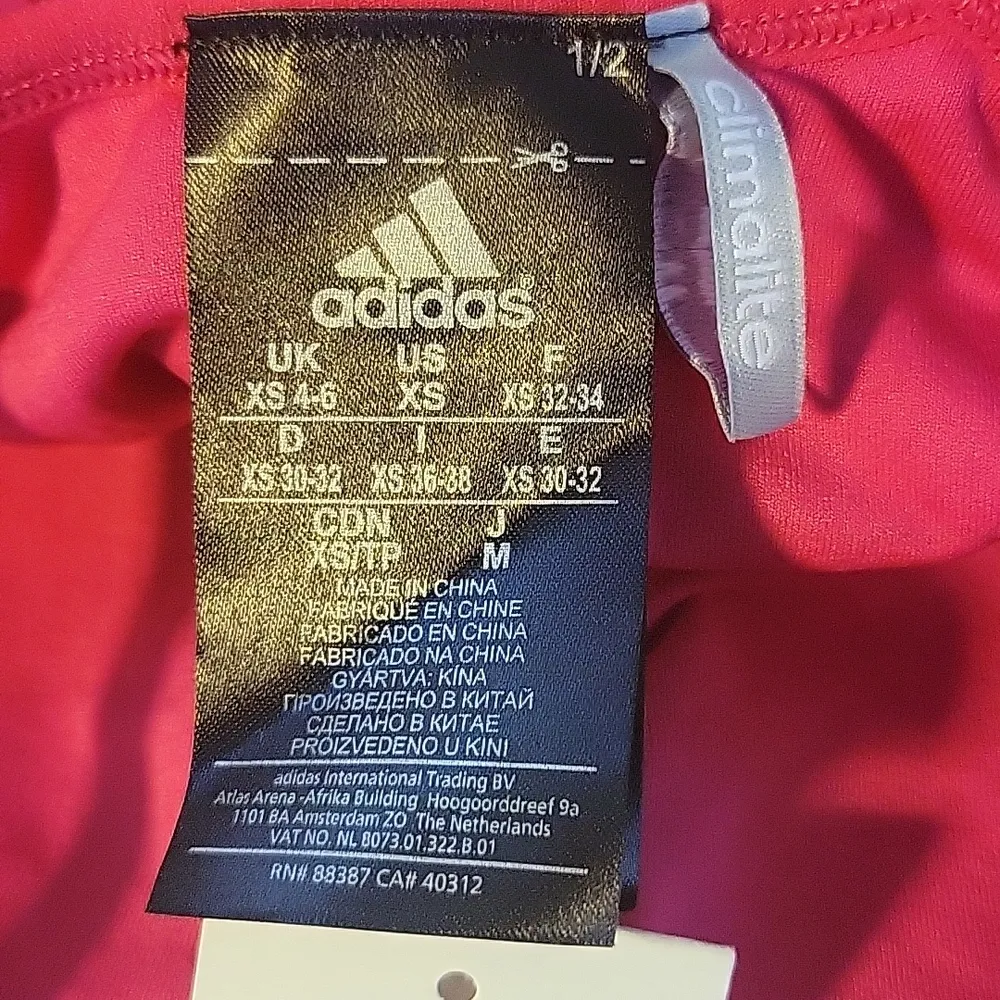 1/2
climalite
adidas®
UK US F
XS 4-6 XS XS 32-34
D I E
XS 30-32 XS 36-38 XS 30-32
CDN J
XS/TP M
MADE IN CHINA
FABRIQUÉ EN CHINE
FABRICADO EN CHINA
FABRICADO NA CHINA
GYÁRTVA: KÍNA
ПРОИЗВЕДЕНО В КИТАЙ
СДЕЛАНО В КИТАЕ
PROIZVEDENO U KINI
adidas International Trading BV
Atlas Arena -Afrika Building Hoogoorddreef 9a
1101 BA Amsterdam ZO The Netherlands
VAT NO. NL 8073.01.322.B.01
RN# 88387 CA# 40312